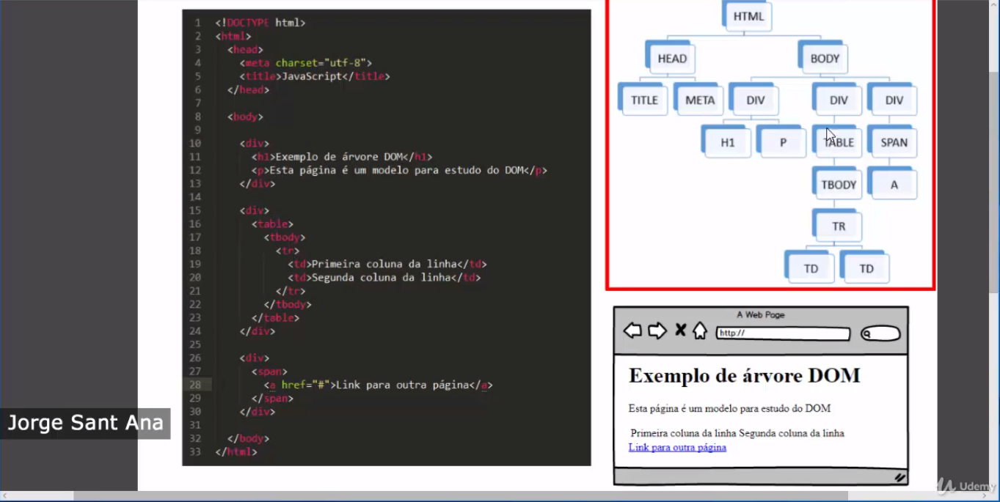 1 <!DOCTYPE html>
2 <html>
3 <head>
4 <meta charset="utf-8">
5 <title>JavaScript</title>
6 </head>
7
8 <body>
9
10 <div>
11 <h1>Exemplo de árvore DOM</h1>
12 <p>Esta página é um modelo para estudo do DOM</p>
13 </div>
14
15 <div>
16 <table>
17 <tbody>
18 <tr>
19 <td>Primeira coluna da linha</td>
20 <td>Segunda coluna da linha</td>
21 </tr>
22 </tbody>
23 </table>
24 </div>
25
26 <div>
27 <span>
28 <a href="#">Link para outra página</a>
29 </span>
30 </div>
31
32 </body>
33 </html>
HTML
HEAD BODY
TITLE META DIV DIV DIV
H1 P TABLE SPAN
TBODY A
TR
TD TD
A Web Page
http://
Exemplo de árvore DOM
Esta página é um modelo para estudo do DOM
Primeira coluna da linha Segunda coluna da linha
Link para outra página
Jorge Sant Ana
Udemy